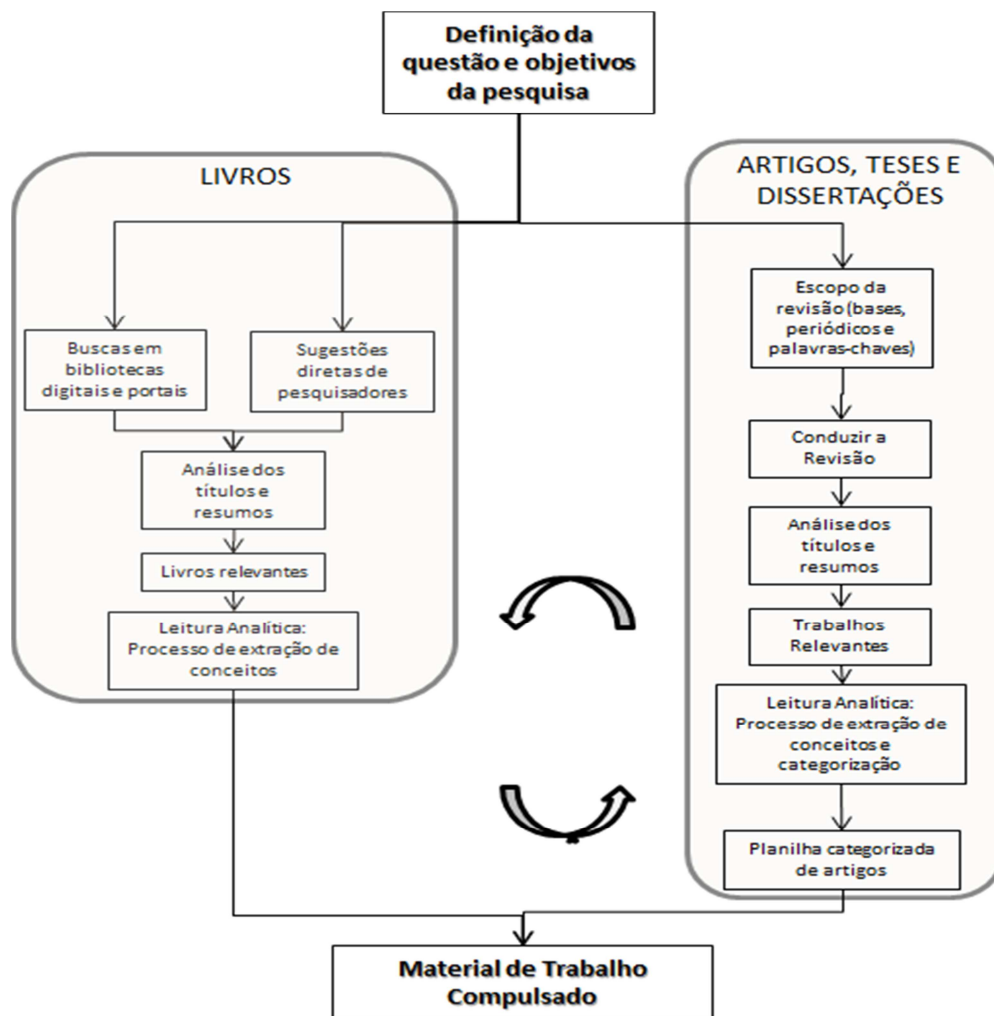 Definição da
questão e objetivos
da pesquisa
LIVROS
Buscas em
bibliotecas
digitais e portais
Sugestões
diretas de
pesquisadores
Análise dos
títulos e
resumos
Livros relevantes
Leitura Analítica:
Processo de extração de
conceitos
ARTIGOS, TESES E
DISSERTAÇÕES
Escopo da
revisão (bases,
periódicos e
palavras-chaves)
Conduzir a
Revisão
Análise dos
títulos e
resumos
Trabalhos
Relevantes
Leitura Analítica:
Processo de extração de
conceitos e
categorização
Planilha categorizada
de artigos
Material de Trabalho
Compulsado